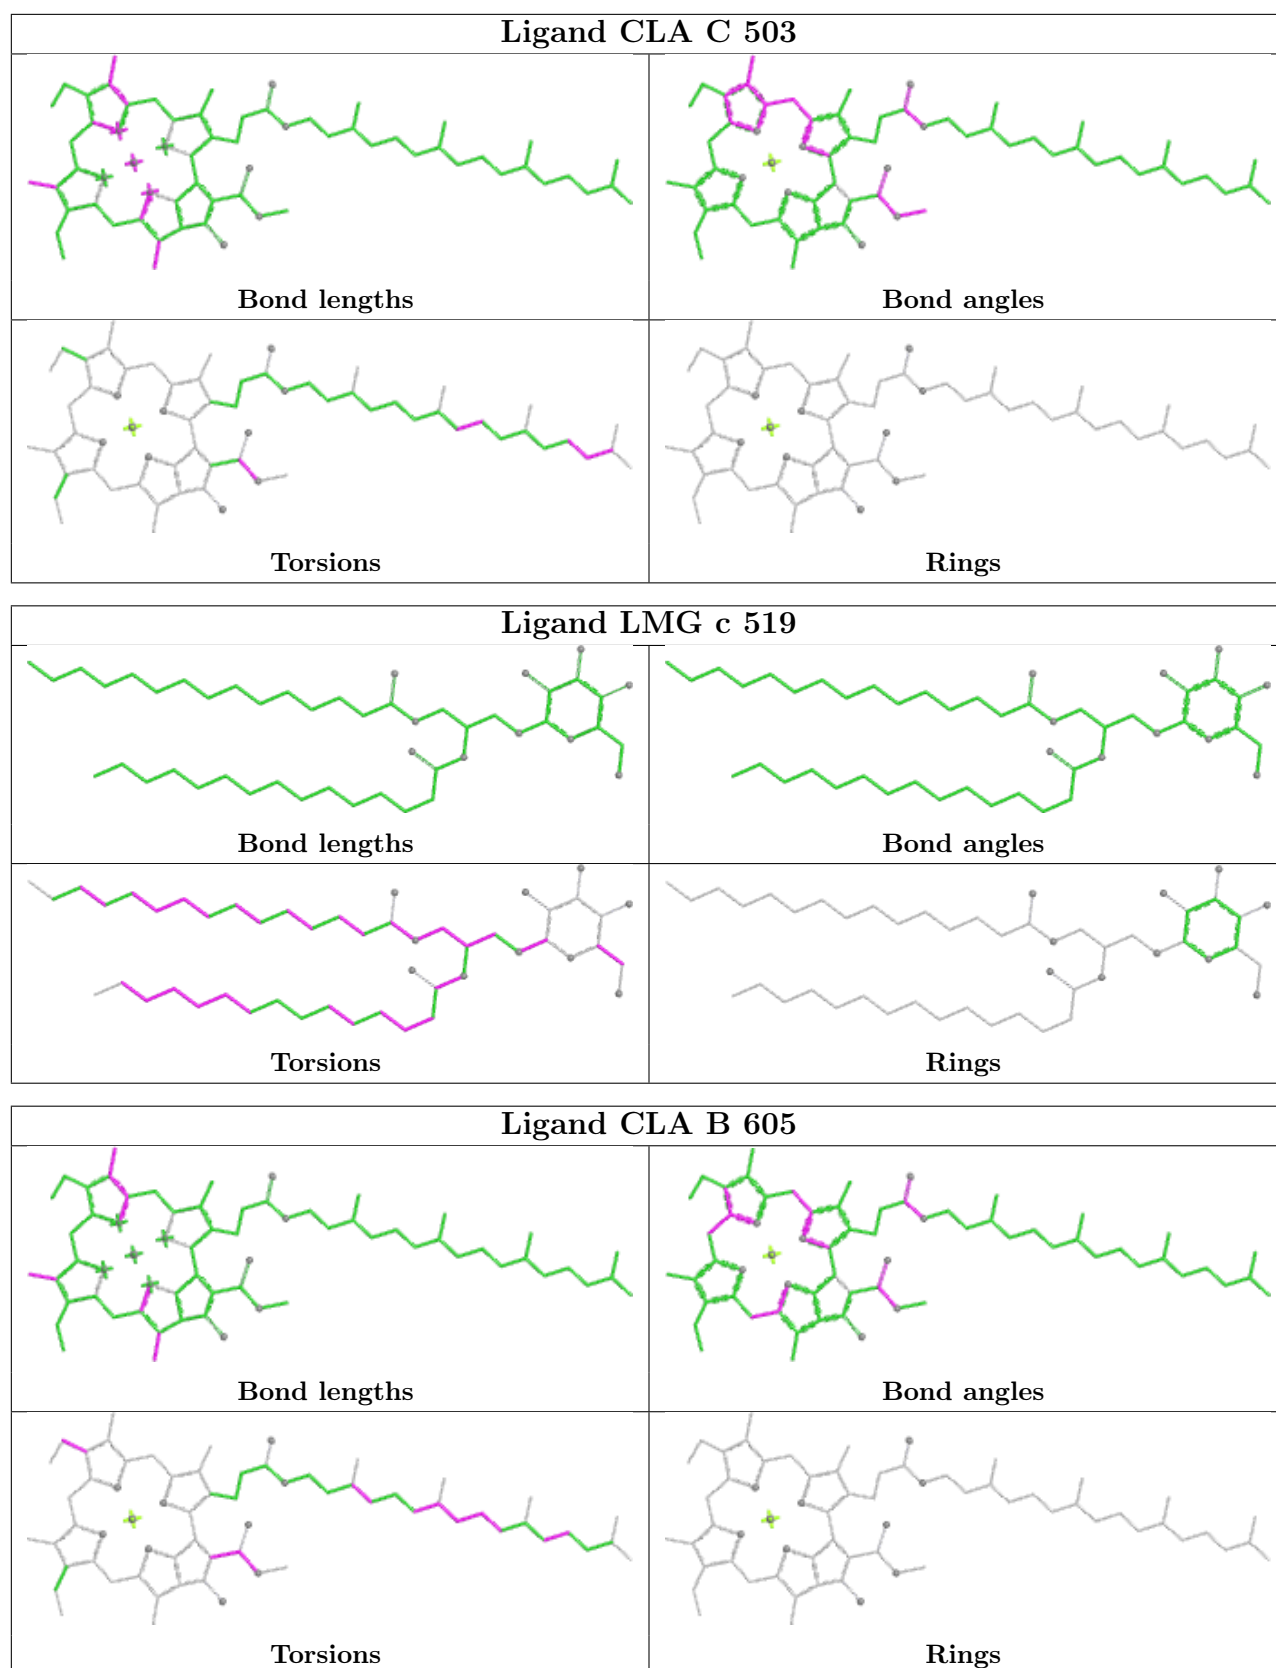 Ligand CLA C 503
Bond lengths
Bond angles
Torsions
Rings
Ligand LMG c 519
Bond lengths
Bond angles
Torsions
Rings
Ligand CLA B 605
Bond lengths
Bond angles
Torsions
Rings